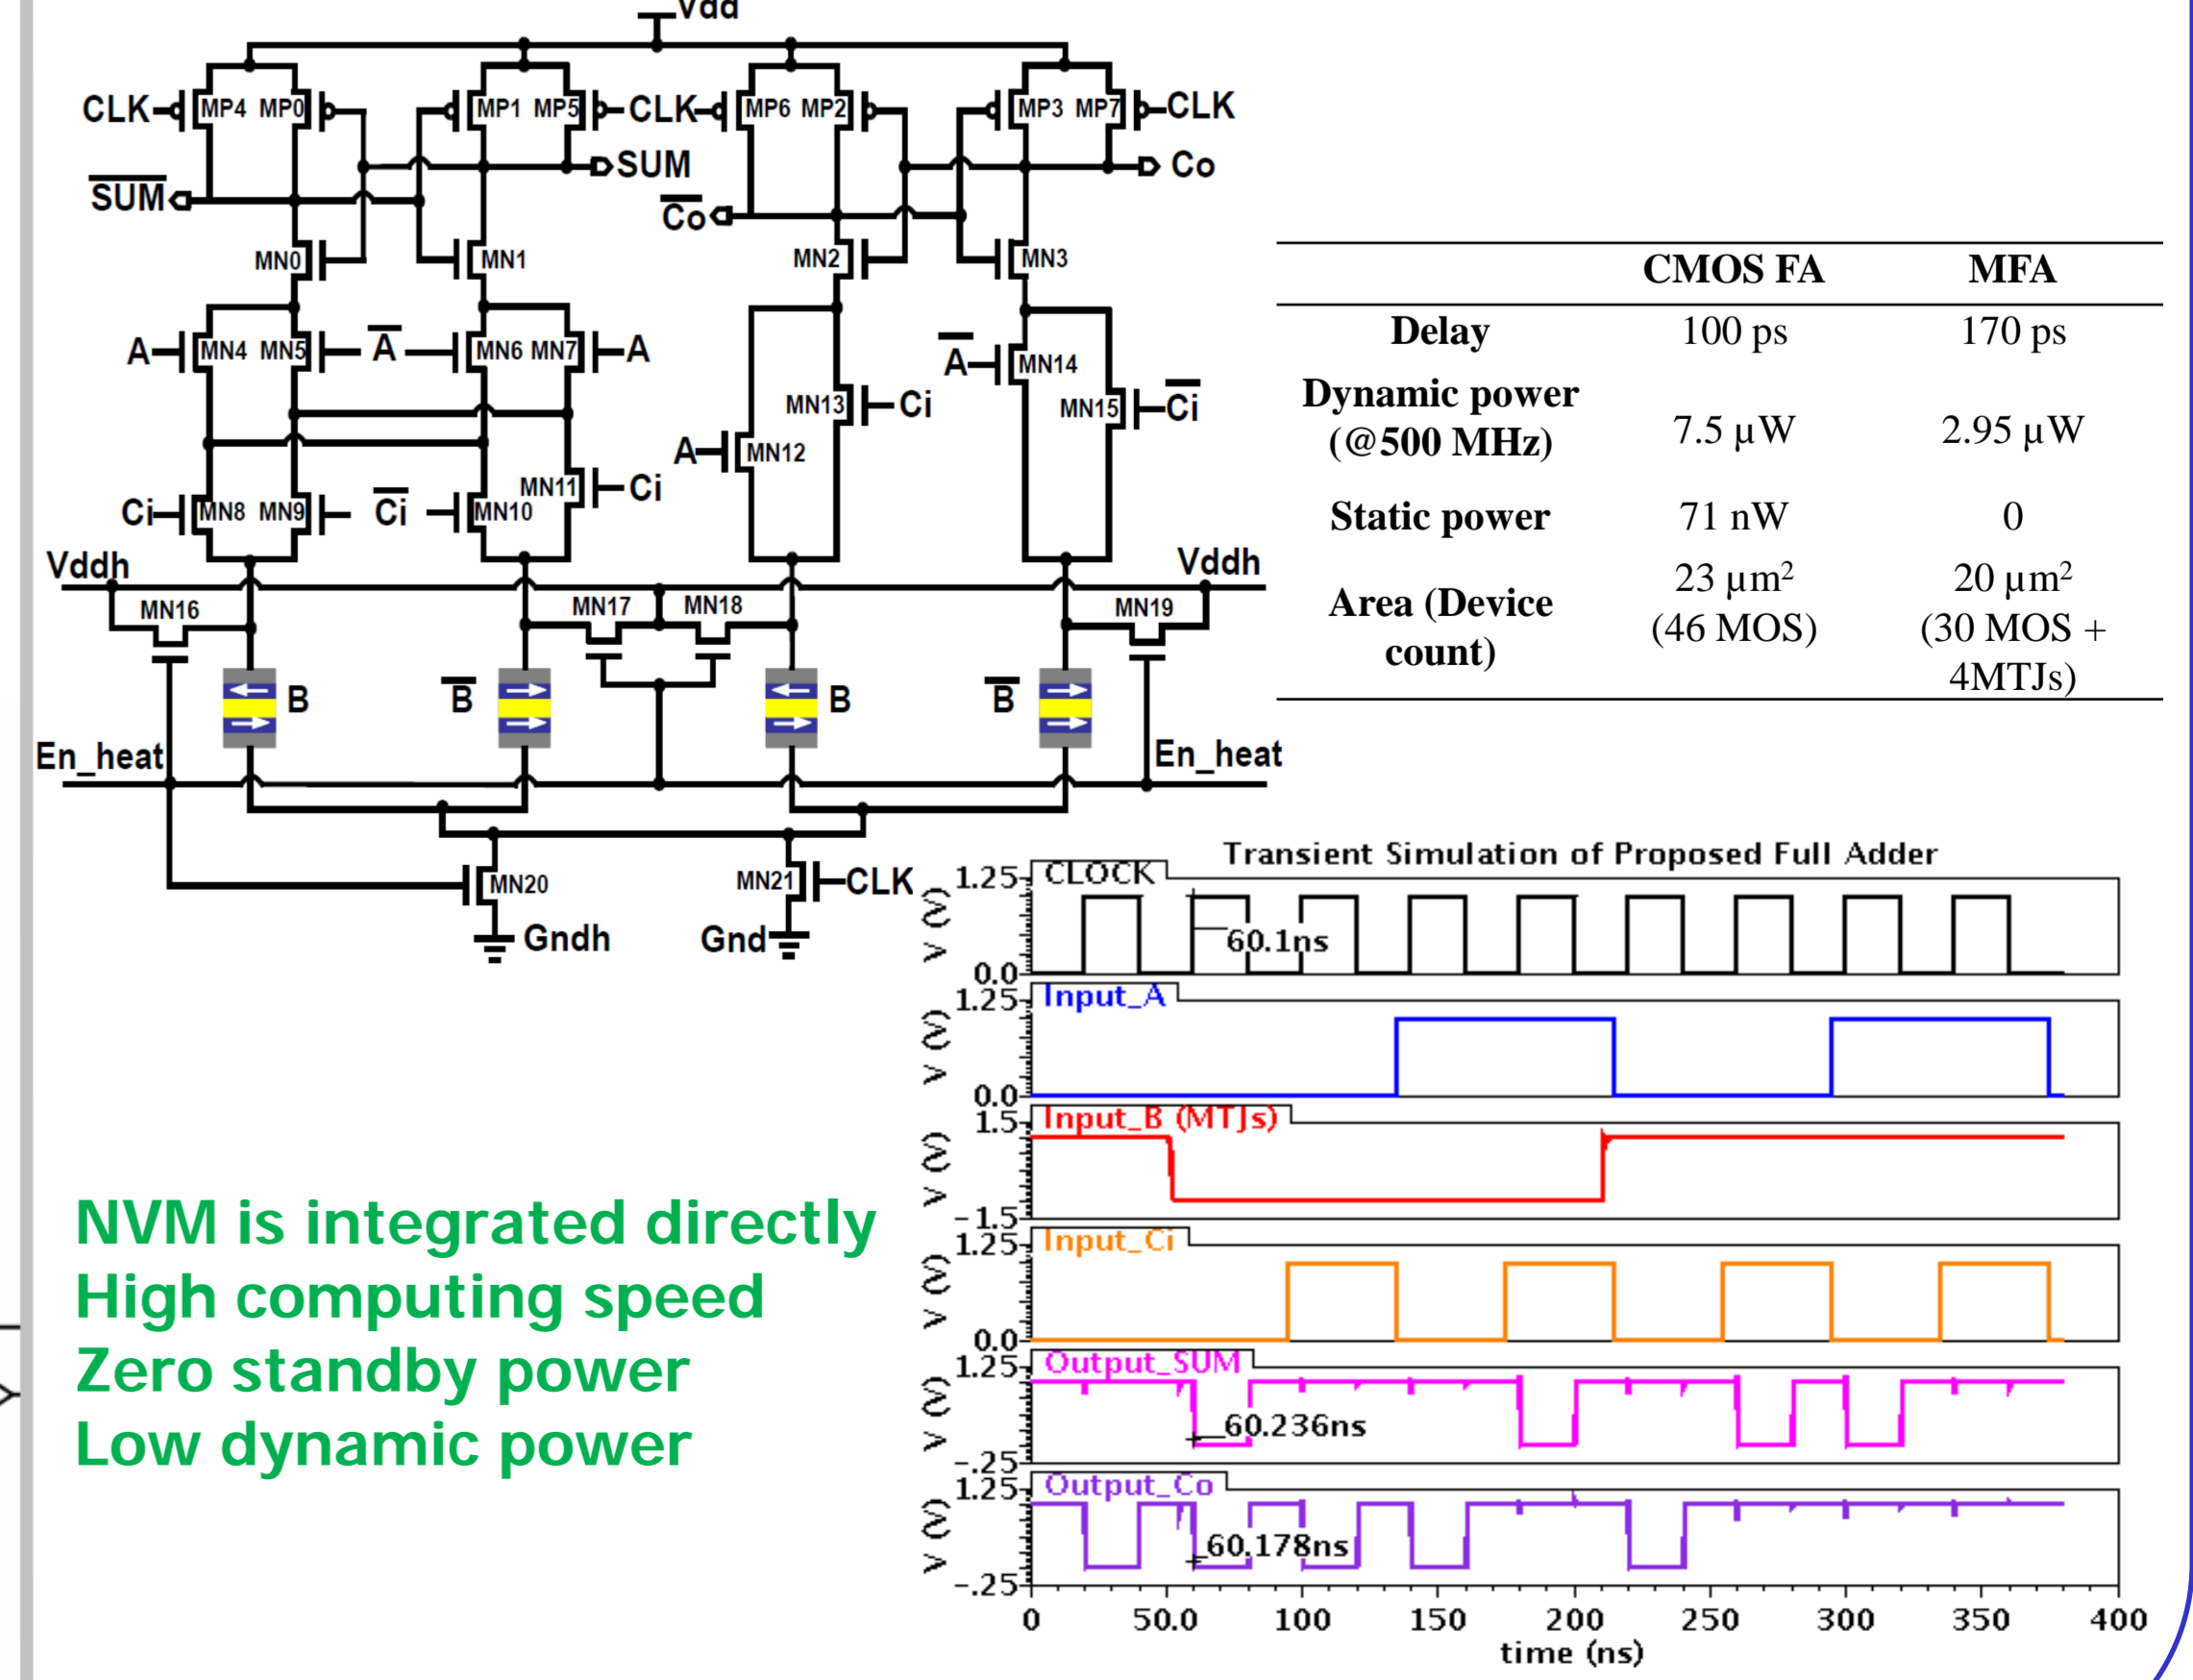 Vdd
CLK MP4 MP0 MP1 MP5 CLK MP6 MP2 MP3 MP7 CLK
SUM Co
SUM Co
MN0 MN1 MN2 MN3
A MN4 MN5 A MN6 MN7 A
A MN14
MN13 Ci MN15 Ci
A MN12
Ci MN8 MN9 Ci MN10 MN11 Ci
Vddh Vddh
MN16 MN17 MN18 MN19
B B B B
En_heat En_heat
MN20 MN21 CLK
Gndh Gnd
CMOS FA MFA
Delay 100 ps 170 ps
Dynamic power
(@500 MHz) 7.5 µW 2.95 µW
Static power 71 nW 0
Area (Device
count) 23 µm²
(46 MOS) 20 µm²
(30 MOS +
4MTJs)
NVM is integrated directly
High computing speed
Zero standby power
Low dynamic power
Transient Simulation of Proposed Full Adder
1.25 CLOCK
V (V)
60.1ns
0.0
1.25 Input_A
V (V)
0.0
1.5 Input_B (MTJs)
V (V)
-1.5
1.25 Input_Ci
V (V)
0.0
1.25 Output_SUM
V (V)
60.236ns
-.25
1.25 Output_Co
V (V)
60.178ns
-.25
0 50.0 100 150 200 250 300 350 400
time (ns)